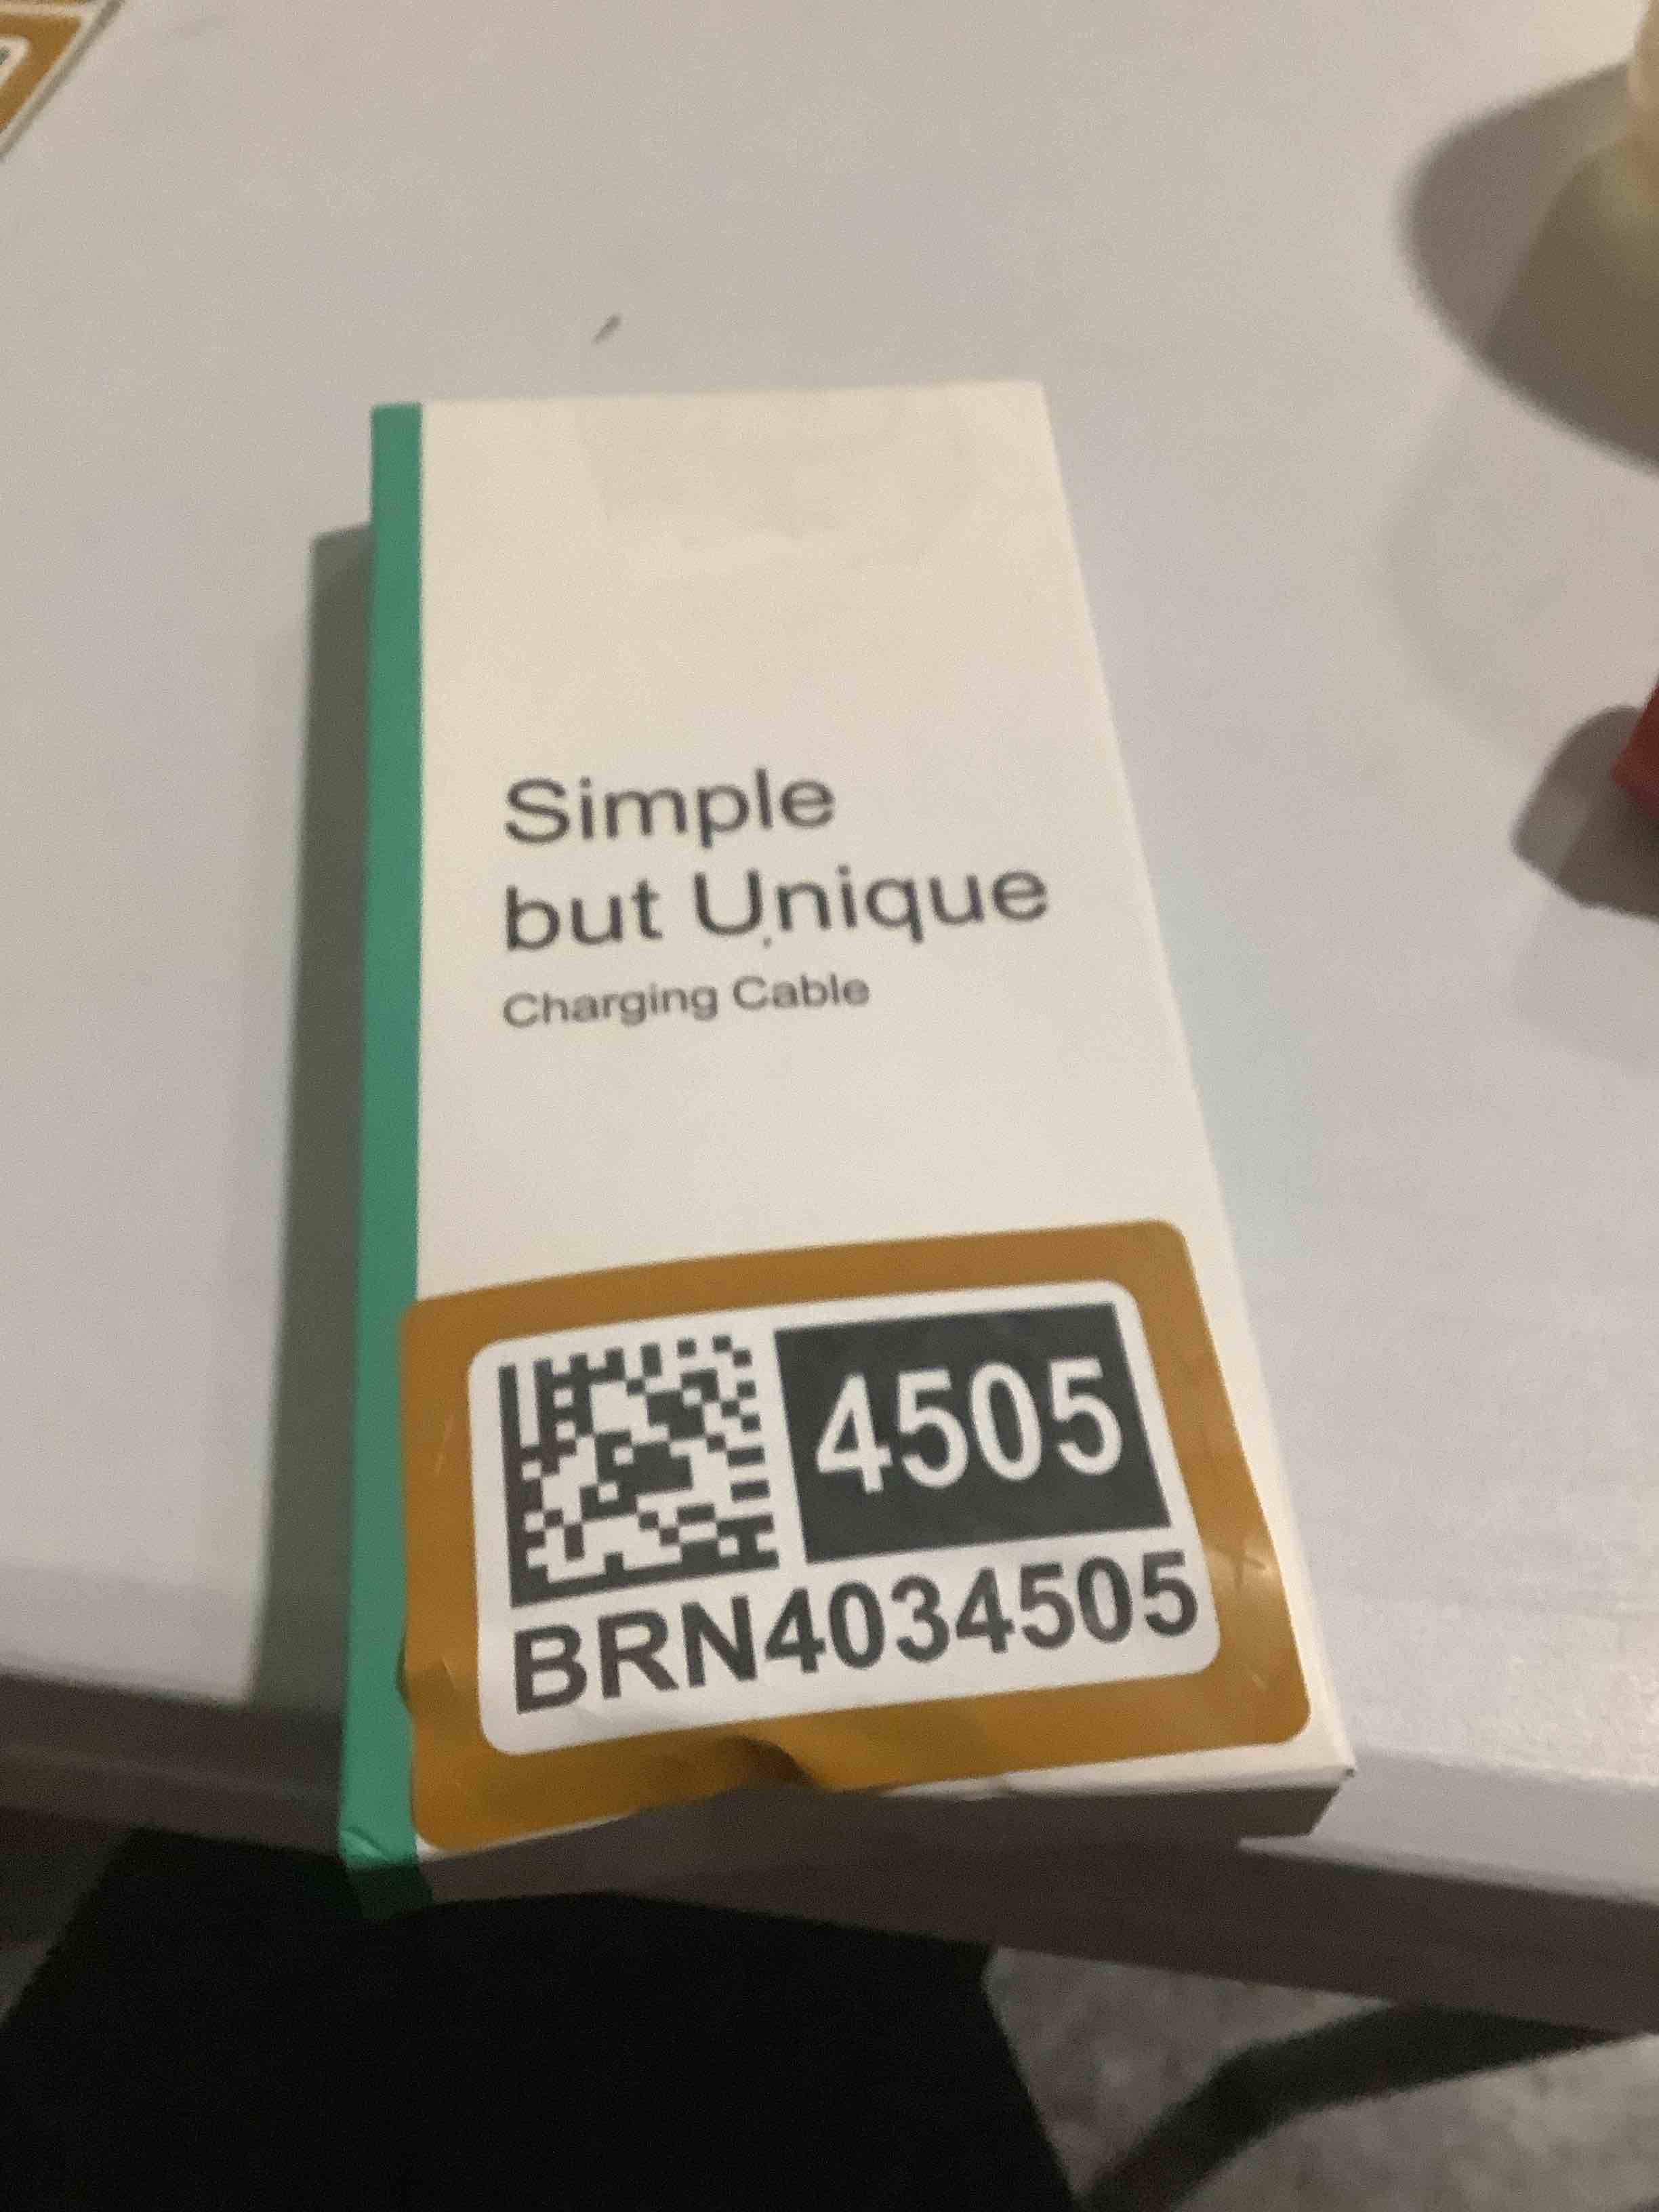 Simple
but Unique
Charging Cable
4505
BRN4034505